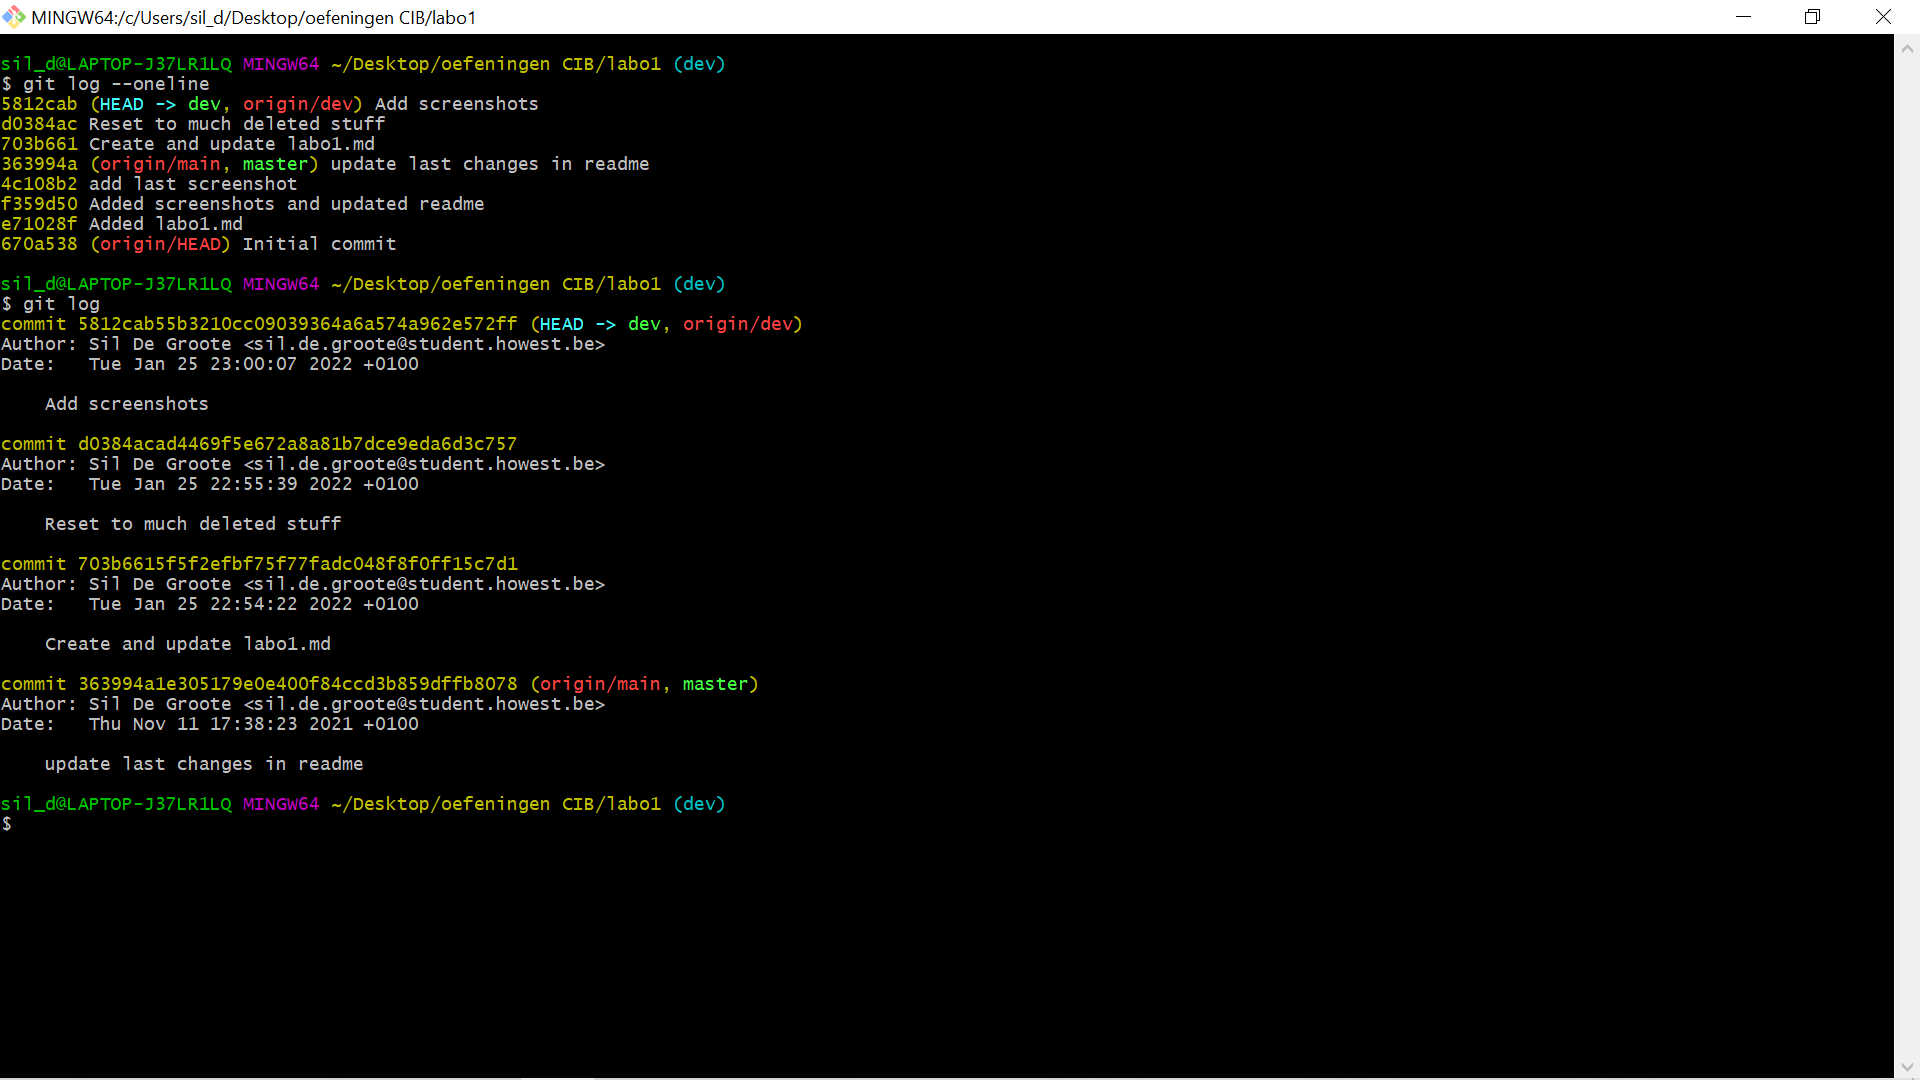 MINGW64:/c/Users/sil_d/Desktop/oefeningen CIB/labo1
sil_d@LAPTOP-J37LR1LQ MINGW64 ~/Desktop/oefeningen CIB/labo1 (dev)
$ git log --oneline
5812cab (HEAD -> dev, origin/dev) Add screenshots
d0384ac Reset to much deleted stuff
703b661 Create and update labo1.md
363994a (origin/main, master) update last changes in readme
4c108b2 add last screenshot
f359d50 Added screenshots and updated readme
e71028f Added labo1.md
670a538 (origin/HEAD) Initial commit
sil_d@LAPTOP-J37LR1LQ MINGW64 ~/Desktop/oefeningen CIB/labo1 (dev)
$ git log
commit 5812cab55b3210cc09039364a6a574a962e572ff (HEAD -> dev, origin/dev)
Author: Sil De Groote <sil.de.groote@student.howest.be>
Date:   Tue Jan 25 23:00:07 2022 +0100
    Add screenshots
commit d0384acad4469f5e672a8a81b7dce9eda6d3c757
Author: Sil De Groote <sil.de.groote@student.howest.be>
Date:   Tue Jan 25 22:55:39 2022 +0100
    Reset to much deleted stuff
commit 703b6615f5f2efbf75f77fadc048f8f0ff15c7d1
Author: Sil De Groote <sil.de.groote@student.howest.be>
Date:   Tue Jan 25 22:54:22 2022 +0100
    Create and update labo1.md
commit 363994a1e305179e0e400f84ccd3b859dffb8078 (origin/main, master)
Author: Sil De Groote <sil.de.groote@student.howest.be>
Date:   Thu Nov 11 17:38:23 2021 +0100
    update last changes in readme
sil_d@LAPTOP-J37LR1LQ MINGW64 ~/Desktop/oefeningen CIB/labo1 (dev)
$